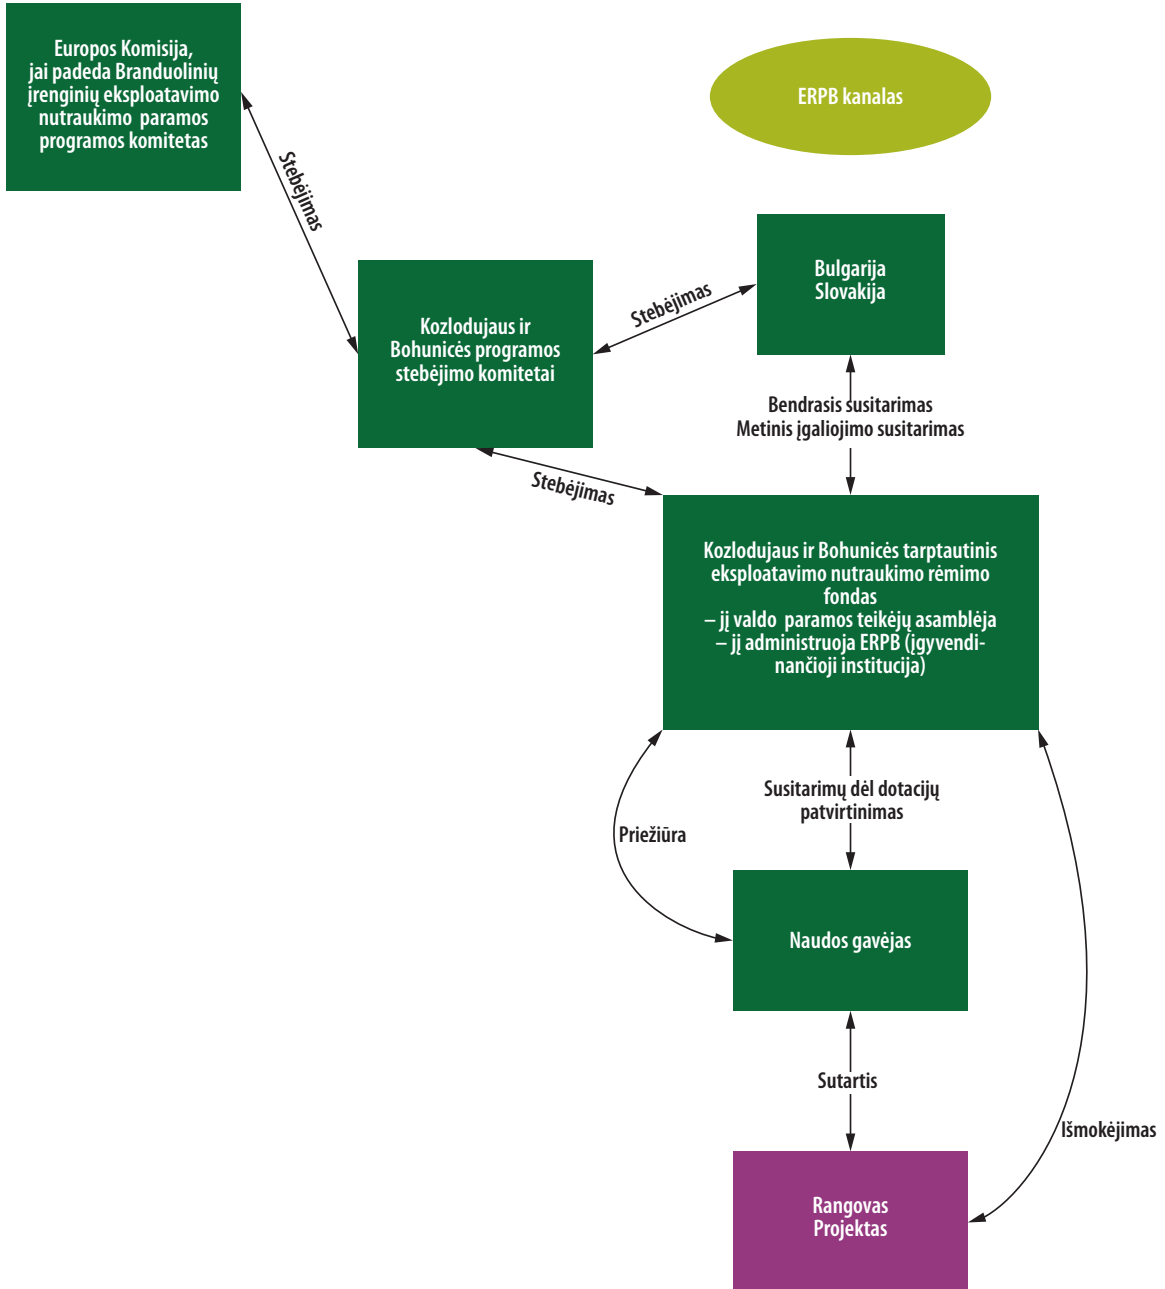 Europos Komisija,
jai padeda Branduolinių
įrenginių eksploatavimo
nutraukimo paramos
programos komitetas
ERPB kanalas
Stebėjimas
Bulgarija
Slovakija
Stebėjimas
Kozlodujaus ir
Bohunicės programos
stebėjimo komitetai
Bendrasis susitarimas
Metinis įgaliojimo susitarimas
Stebėjimas
Kozlodujaus ir Bohunicės tarptautinis
eksploatavimo nutraukimo rėmimo
fondas
– jį valdo paramos teikėjų asamblėja
– jį administruoja ERPB (įgyvendi-
nančioji institucija)
Susitarimų dėl dotacijų
patvirtinimas
Priežiūra
Naudos gavėjas
Sutartis
Išmokėjimas
Rangovas
Projektas